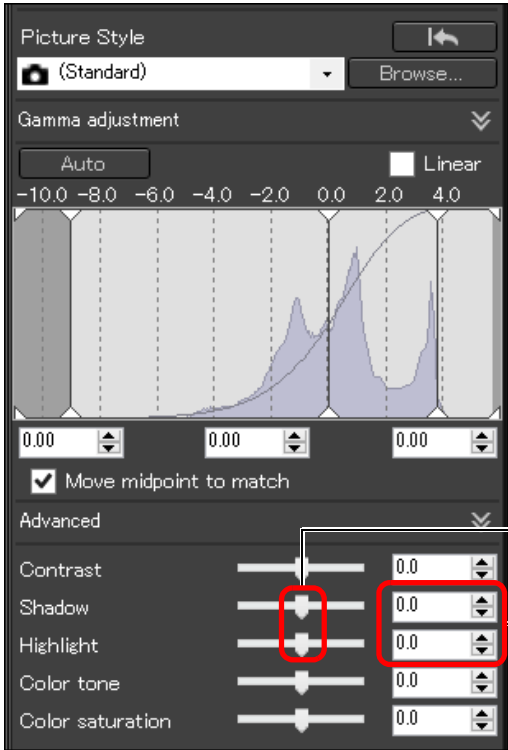 Picture Style
(Standard)
Browse...
Gamma adjustment
Auto
Linear
-10.0 -8.0 -6.0 -4.0 -2.0 0.0 2.0 4.0
0.00 0.00 0.00
Move midpoint to match
Advanced
Contrast 0.0
Shadow 0.0
Highlight 0.0
Color tone 0.0
Color saturation 0.0